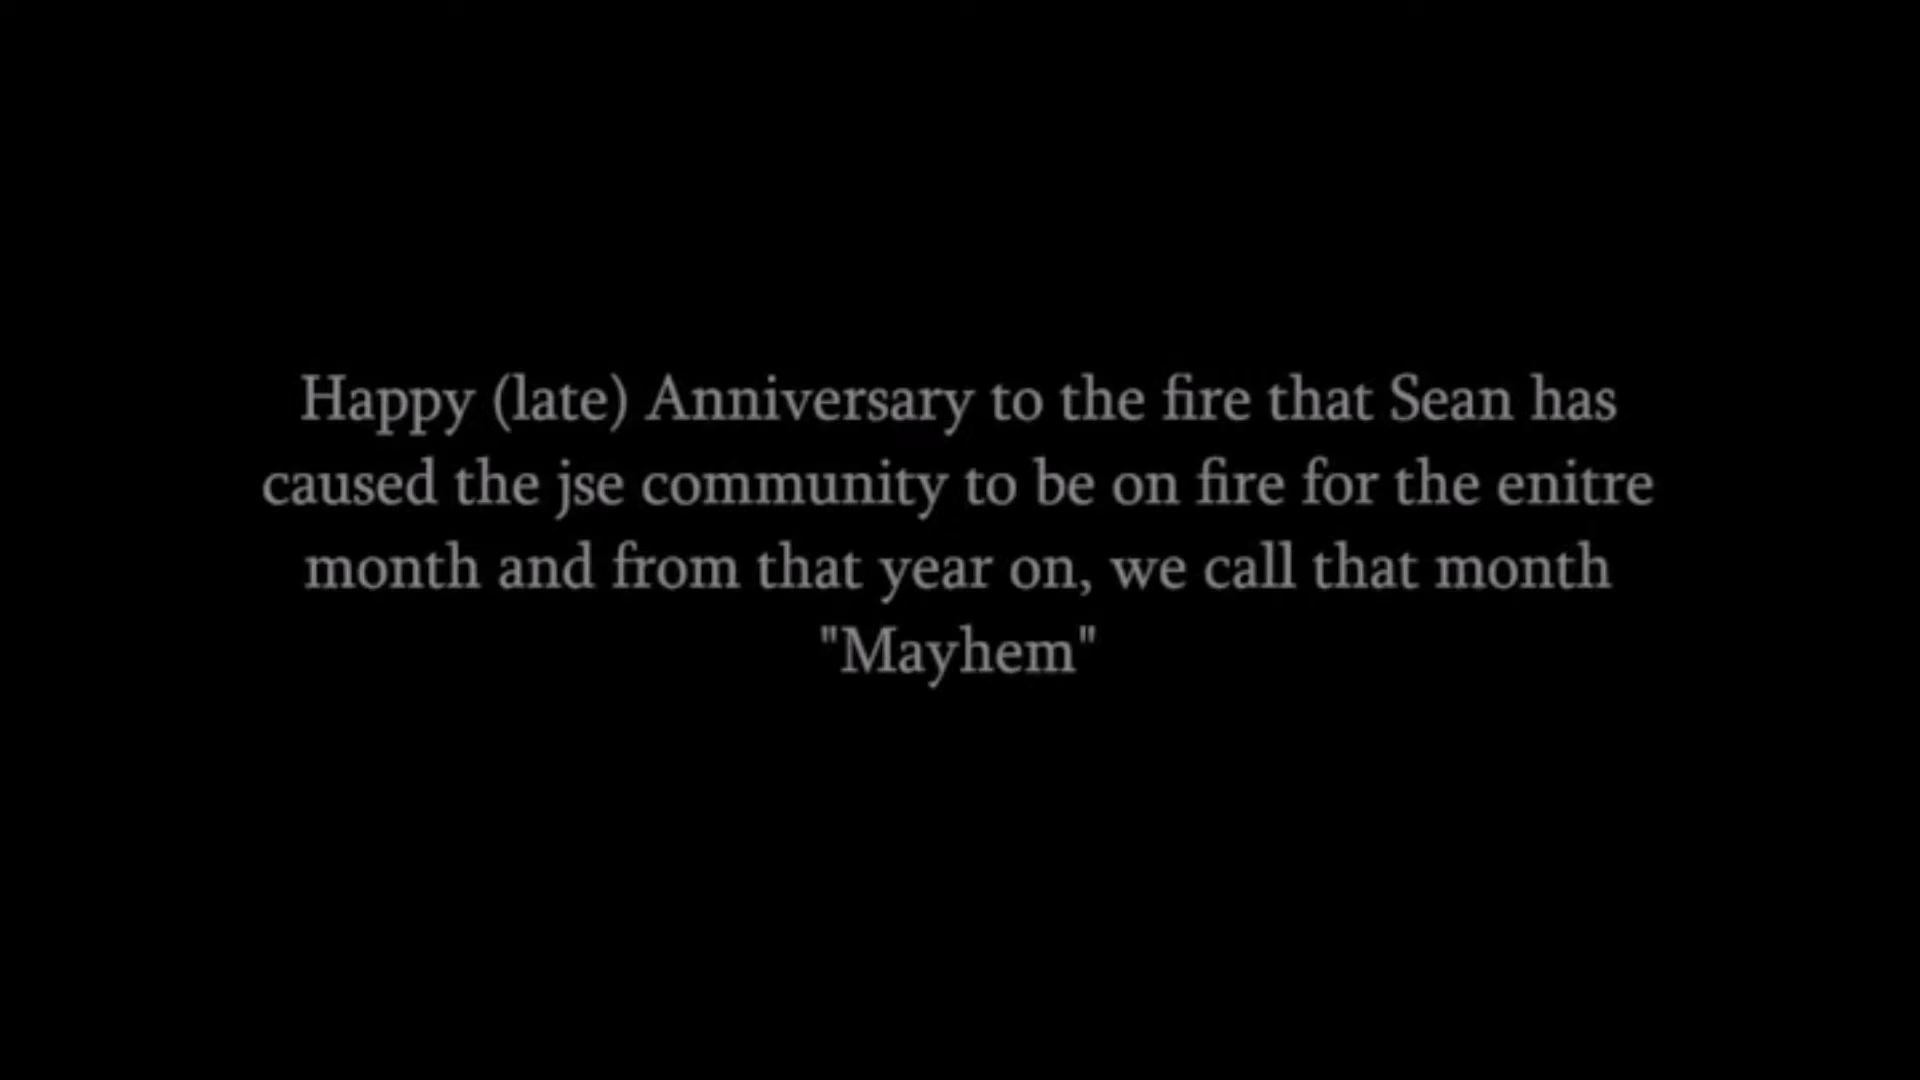 Happy (late) Anniversary to the fire that Sean has
caused the jse community to be on fire for the enitre
month and from that year on, we call that month
"Mayhem"